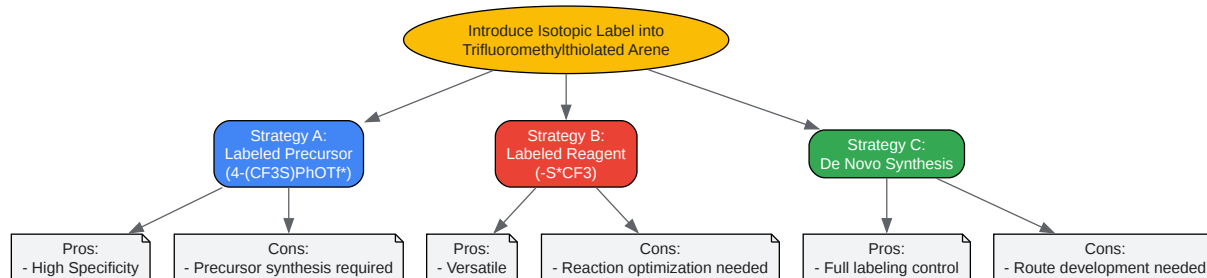 Introduce Isotopic Label into
Trifluoromethylthiolated Arene
Strategy A:
Labeled Precursor
(4-(CF3S)PhOTf*)
Strategy B:
Labeled Reagent
(-S*CF3)
Strategy C:
De Novo Synthesis
Pros:
- High Specificity
Cons:
- Precursor synthesis required
Pros:
- Versatile
Cons:
- Reaction optimization needed
Pros:
- Full labeling control
Cons:
- Route development needed